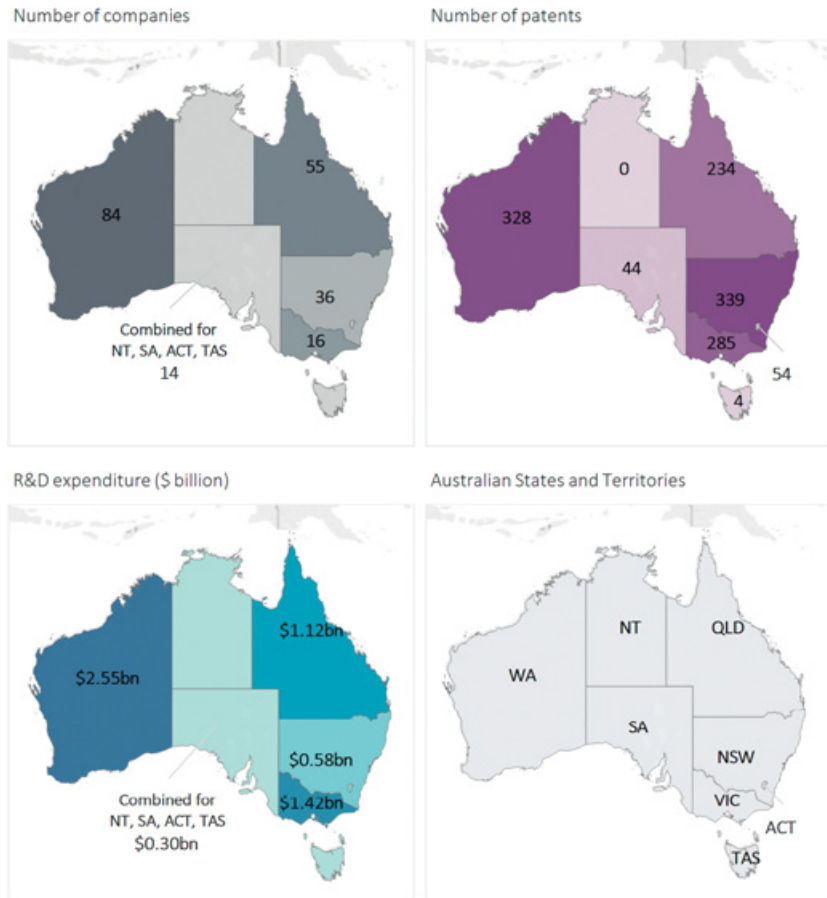 Number of companies
84
55
36
16
Combined for
NT, SA, ACT, TAS
14
Number of patents
328
0
234
44
339
285
54
4
R&D expenditure ($ billion)
$2.55bn
$1.12bn
$0.58bn
$1.42bn
Combined for
NT, SA, ACT, TAS
$0.30bn
Australian States and Territories
WA
NT
QLD
SA
NSW
VIC
ACT
TAS